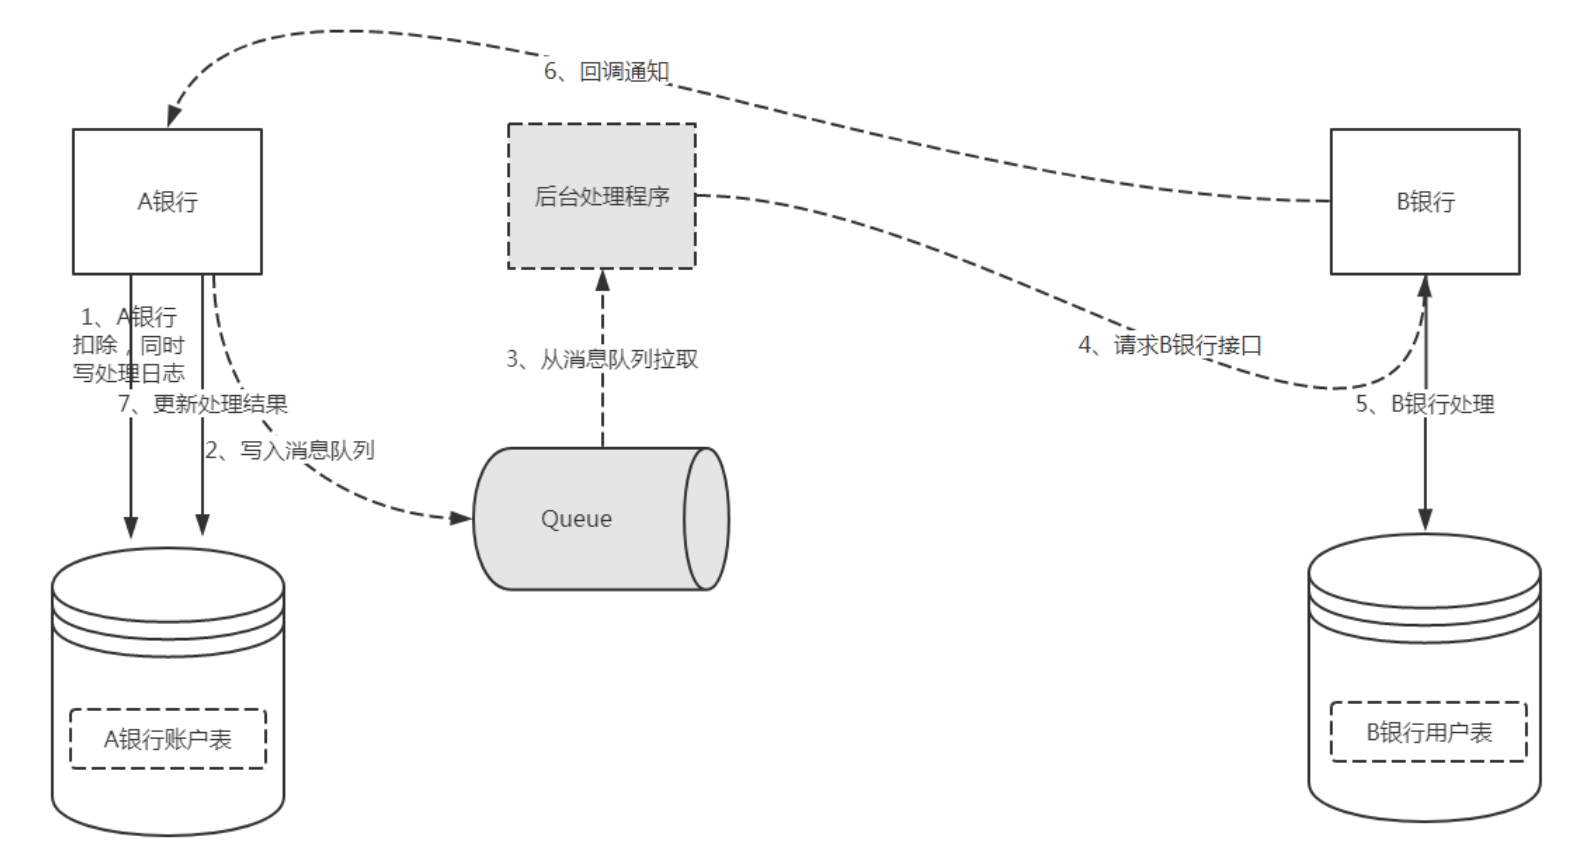 6、回调通知
A银行
后台处理程序
B银行
1、A银行
扣除，同时
写处理日志
3、从消息队列拉取
4、请求B银行接口
7、更新处理结果
5、B银行处理
2、写入消息队列
Queue
A银行账户表
B银行用户表